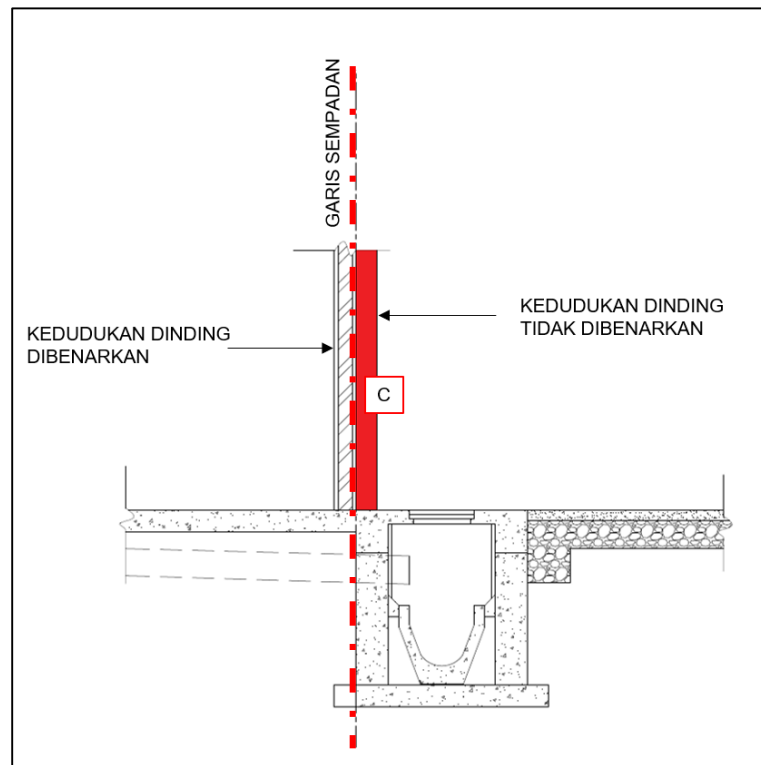 GARIS SEMPADAN
KEDUDUKAN DINDING
DIBENARKAN
KEDUDUKAN DINDING
TIDAK DIBENARKAN
C